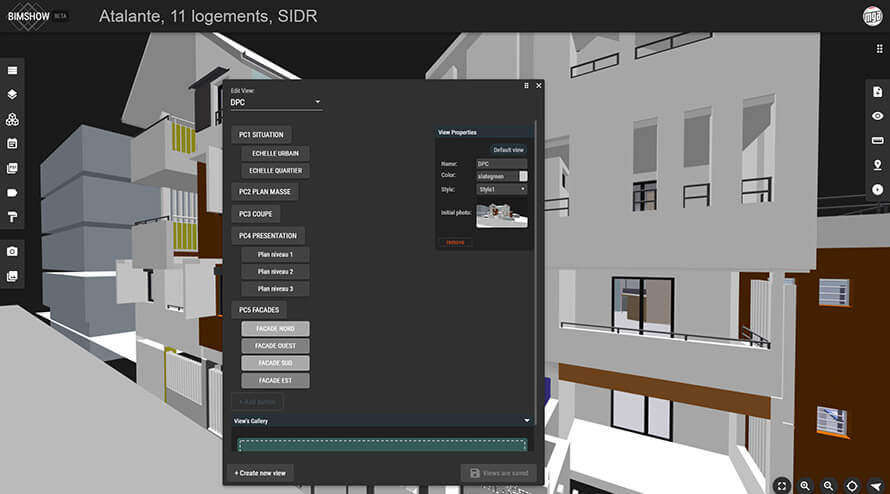 BIMSHOW BETA
Atalante, 11 logements, SIDR
mga
Edit View:
DPC
PC1 SITUATION
ECHELLE URBAIN
ECHELLE QUARTIER
PC2 PLAN MASSE
PC3 COUPE
PC4 PRESENTATION
Plan niveau 1
Plan niveau 2
Plan niveau 3
PC5 FACADES
FACADE NORD
FACADE OUEST
FACADE SUD
FACADE EST
+ Add button
View Properties
Default view
Name: DPC
Color: slategreen
Style: Style1
Initial photo:
remove
View's Gallery
+ Create new view
Views are saved